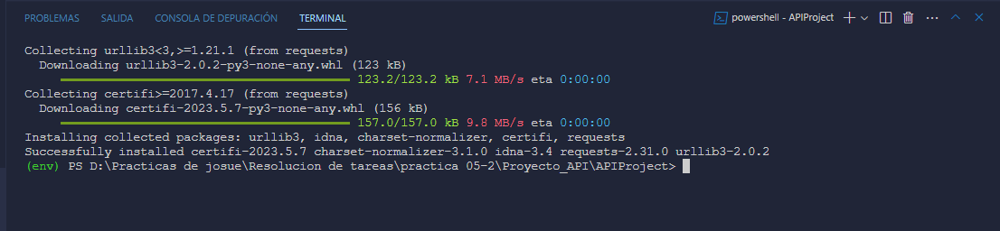 PROBLEMAS SALIDA CONSOLA DE DEPURACIÓN TERMINAL powershell - APIProject
Collecting urllib3<3,>=1.21.1 (from requests)
Downloading urllib3-2.0.2-py3-none-any.whl (123 kB)
123.2/123.2 kB 7.1 MB/s eta 0:00:00
Collecting certifi>=2017.4.17 (from requests)
Downloading certifi-2023.5.7-py3-none-any.whl (156 kB)
157.0/157.0 kB 9.8 MB/s eta 0:00:00
Installing collected packages: urllib3, idna, charset-normalizer, certifi, requests
Successfully installed certifi-2023.5.7 charset-normalizer-3.1.0 idna-3.4 requests-2.31.0 urllib3-2.0.2
(env) PS D:\Practicas de josue\Resolucion de tareas\practica 05-2\Proyecto_API\APIProject>